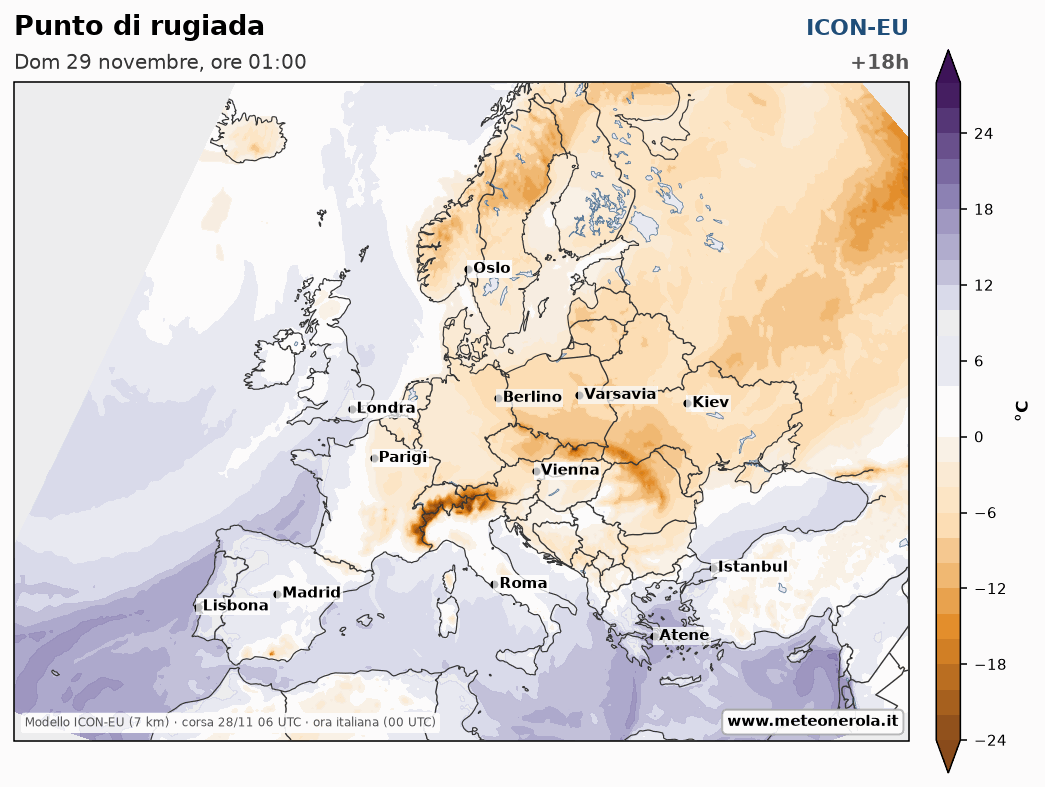 Punto di rugiada
ICON-EU
Dom 29 novembre, ore 01:00
+18h
Oslo
Berlino
Varsavia
Kiev
Londra
Parigi
Vienna
Istanbul
Roma
Madrid
Lisbona
Atene
24
18
12
6
0
−6
−12
−18
−24
°C
Modello ICON-EU (7 km) · corsa 28/11 06 UTC · ora italiana (00 UTC)
www.meteonerola.it